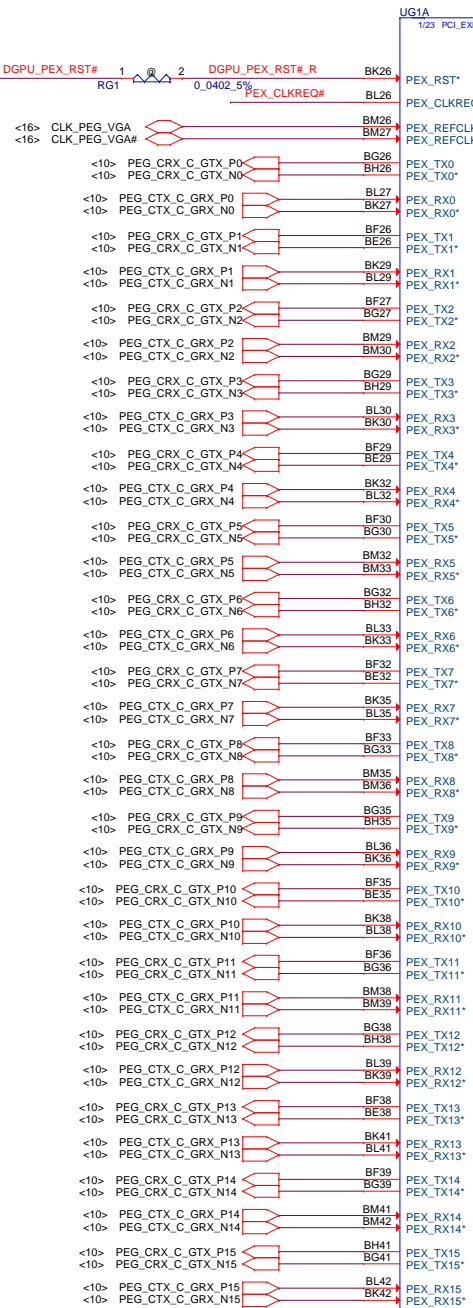 UG1A
1/23 PCI_EX
DGPU_PEX_RST# 1 @ 2 DGPU_PEX_RST#_R BK26 PEX_RST*
RG1 0_0402_5%
PEX_CLKREQ# BL26 PEX_CLKREQ
<16> CLK_PEG_VGA BM26 PEX_REFCLK
<16> CLK_PEG_VGA# BM27 PEX_REFCLK
<10> PEG_CRX_C_GTX_P0 BG26 PEX_TX0
<10> PEG_CRX_C_GTX_N0 BH26 PEX_TX0*
<10> PEG_CTX_C_GRX_P0 BL27 PEX_RX0
<10> PEG_CTX_C_GRX_N0 BK27 PEX_RX0*
<10> PEG_CRX_C_GTX_P1 BF26 PEX_TX1
<10> PEG_CRX_C_GTX_N1 BE26 PEX_TX1*
<10> PEG_CTX_C_GRX_P1 BK29 PEX_RX1
<10> PEG_CTX_C_GRX_N1 BL29 PEX_RX1*
<10> PEG_CRX_C_GTX_P2 BF27 PEX_TX2
<10> PEG_CRX_C_GTX_N2 BG27 PEX_TX2*
<10> PEG_CTX_C_GRX_P2 BM29 PEX_RX2
<10> PEG_CTX_C_GRX_N2 BM30 PEX_RX2*
<10> PEG_CRX_C_GTX_P3 BG29 PEX_TX3
<10> PEG_CRX_C_GTX_N3 BH29 PEX_TX3*
<10> PEG_CTX_C_GRX_P3 BL30 PEX_RX3
<10> PEG_CTX_C_GRX_N3 BK30 PEX_RX3*
<10> PEG_CRX_C_GTX_P4 BF29 PEX_TX4
<10> PEG_CRX_C_GTX_N4 BE29 PEX_TX4*
<10> PEG_CTX_C_GRX_P4 BK32 PEX_RX4
<10> PEG_CTX_C_GRX_N4 BL32 PEX_RX4*
<10> PEG_CRX_C_GTX_P5 BF30 PEX_TX5
<10> PEG_CRX_C_GTX_N5 BG30 PEX_TX5*
<10> PEG_CTX_C_GRX_P5 BM32 PEX_RX5
<10> PEG_CTX_C_GRX_N5 BM33 PEX_RX5*
<10> PEG_CRX_C_GTX_P6 BG32 PEX_TX6
<10> PEG_CRX_C_GTX_N6 BH32 PEX_TX6*
<10> PEG_CTX_C_GRX_P6 BL33 PEX_RX6
<10> PEG_CTX_C_GRX_N6 BK33 PEX_RX6*
<10> PEG_CRX_C_GTX_P7 BF32 PEX_TX7
<10> PEG_CRX_C_GTX_N7 BE32 PEX_TX7*
<10> PEG_CTX_C_GRX_P7 BK35 PEX_RX7
<10> PEG_CTX_C_GRX_N7 BL35 PEX_RX7*
<10> PEG_CRX_C_GTX_P8 BF33 PEX_TX8
<10> PEG_CRX_C_GTX_N8 BG33 PEX_TX8*
<10> PEG_CTX_C_GRX_P8 BM35 PEX_RX8
<10> PEG_CTX_C_GRX_N8 BM36 PEX_RX8*
<10> PEG_CRX_C_GTX_P9 BG35 PEX_TX9
<10> PEG_CRX_C_GTX_N9 BH35 PEX_TX9*
<10> PEG_CTX_C_GRX_P9 BL36 PEX_RX9
<10> PEG_CTX_C_GRX_N9 BK36 PEX_RX9*
<10> PEG_CRX_C_GTX_P10 BF35 PEX_TX10
<10> PEG_CRX_C_GTX_N10 BE35 PEX_TX10*
<10> PEG_CTX_C_GRX_P10 BK38 PEX_RX10
<10> PEG_CTX_C_GRX_N10 BL38 PEX_RX10*
<10> PEG_CRX_C_GTX_P11 BF36 PEX_TX11
<10> PEG_CRX_C_GTX_N11 BG36 PEX_TX11*
<10> PEG_CTX_C_GRX_P11 BM38 PEX_RX11
<10> PEG_CTX_C_GRX_N11 BM39 PEX_RX11*
<10> PEG_CRX_C_GTX_P12 BG38 PEX_TX12
<10> PEG_CRX_C_GTX_N12 BH38 PEX_TX12*
<10> PEG_CTX_C_GRX_P12 BL39 PEX_RX12
<10> PEG_CTX_C_GRX_N12 BK39 PEX_RX12*
<10> PEG_CRX_C_GTX_P13 BF38 PEX_TX13
<10> PEG_CRX_C_GTX_N13 BE38 PEX_TX13*
<10> PEG_CTX_C_GRX_P13 BK41 PEX_RX13
<10> PEG_CTX_C_GRX_N13 BL41 PEX_RX13*
<10> PEG_CRX_C_GTX_P14 BF39 PEX_TX14
<10> PEG_CRX_C_GTX_N14 BG39 PEX_TX14*
<10> PEG_CTX_C_GRX_P14 BM41 PEX_RX14
<10> PEG_CTX_C_GRX_N14 BM42 PEX_RX14*
<10> PEG_CRX_C_GTX_P15 BH41 PEX_TX15
<10> PEG_CRX_C_GTX_N15 BG41 PEX_TX15*
<10> PEG_CTX_C_GRX_P15 BL42 PEX_RX15
<10> PEG_CTX_C_GRX_N15 BK42 PEX_RX15*